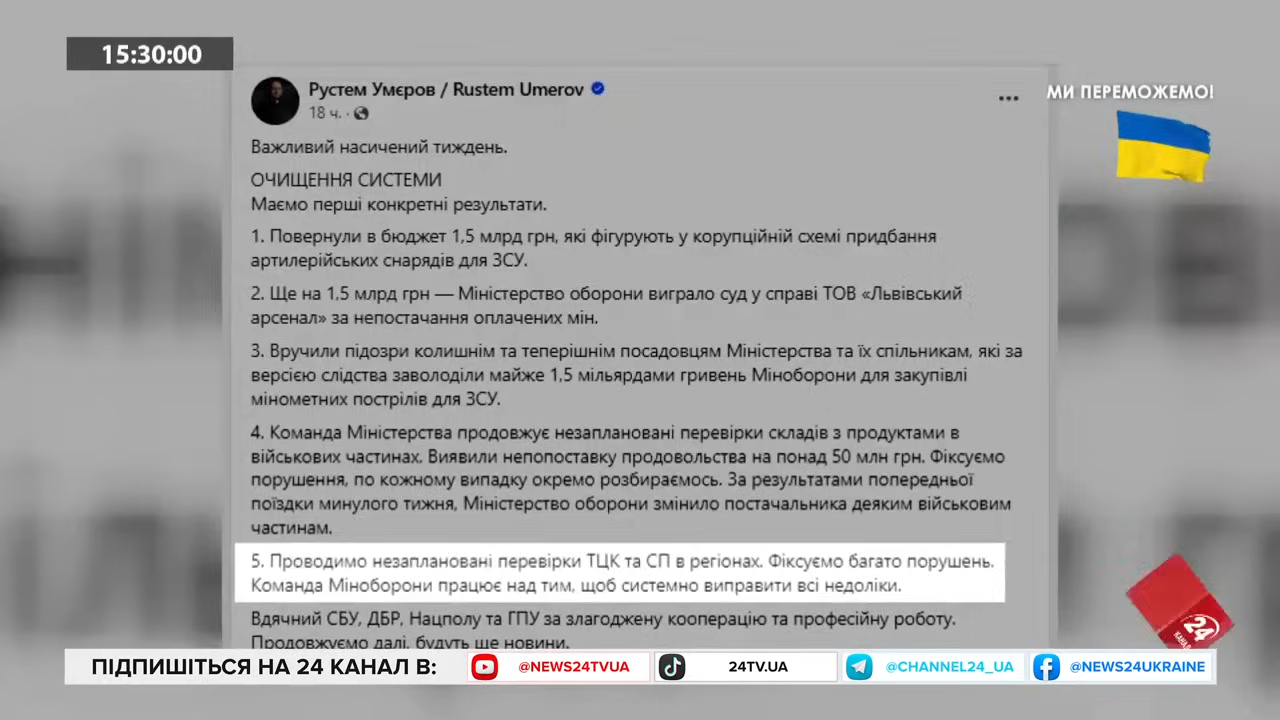 15:30:00
Рустем Умєров / Rustem Umerov
18 ч. ·
МИ ПЕРЕМОЖЕМО!
Важливий насичений тиждень.
ОЧИЩЕННЯ СИСТЕМИ
Маємо перші конкретні результати.
1. Повернули в бюджет 1,5 млрд грн, які фігурують у корупційній схемі придбання
артилерійських снарядів для ЗСУ.
2. Ще на 1,5 млрд грн — Міністерство оборони виграло суд у справі ТОВ «Львівський
арсенал» за непостачання оплачених мін.
3. Вручили підозри колишнім та теперішнім посадовцям Міністерства та їх спільникам, які за
версією слідства заволоділи майже 1,5 мільярдами гривень Міноборони для закупівлі
мінометних пострілів для ЗСУ.
4. Команда Міністерства продовжує незаплановані перевірки складів з продуктами в
військових частинах. Виявили непопоставку продовольства на понад 50 млн грн. Фіксуємо
порушення, по кожному випадку окремо розбираємось. За результатами попередньої
поїздки минулого тижня, Міністерство оборони змінило постачальника деяким військовим
частинам.
5. Проводимо незаплановані перевірки ТЦК та СП в регіонах. Фіксуємо багато порушень.
Команда Міноборони працює над тим, щоб системно виправити всі недоліки.
Вдячний СБУ, ДБР, Нацполу та ГПУ за злагоджену кооперацію та професійну роботу.
Продовжуємо далі, будуть ще новини.
24
КАНАЛ
ПІДПИШІТЬСЯ НА 24 КАНАЛ В:
@NEWS24TVUA
24TV.UA
@CHANNEL24_UA
@NEWS24UKRAINE